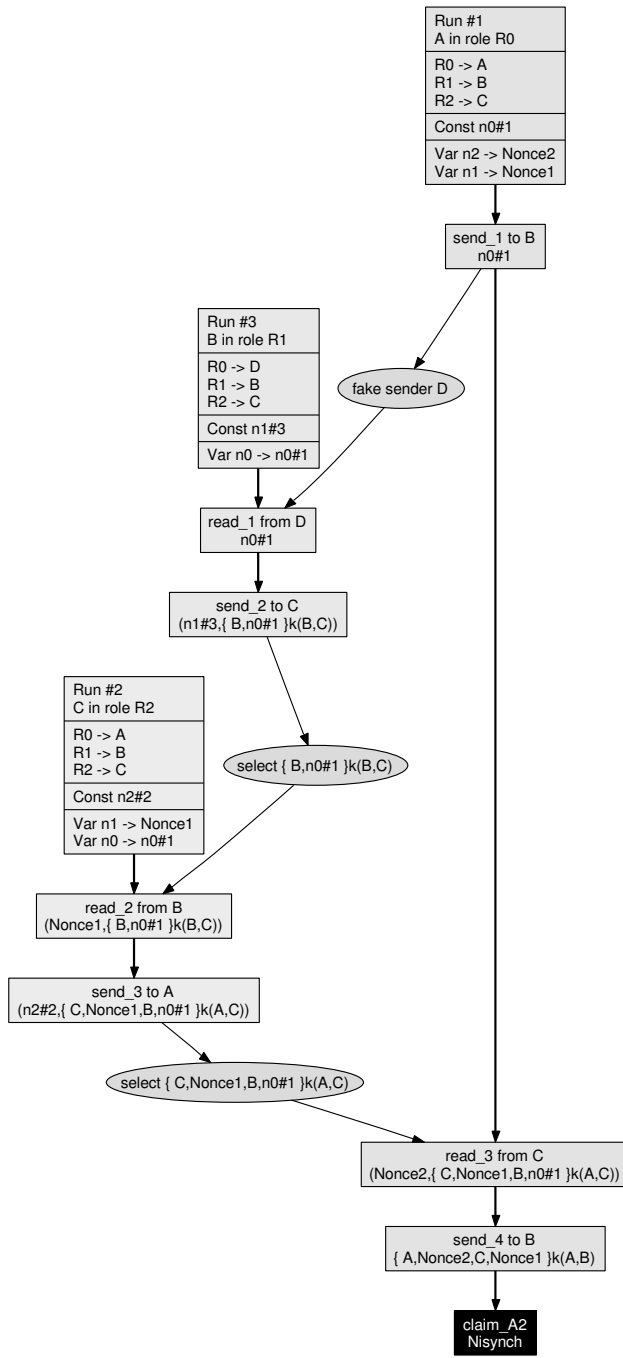 Run #1
A in role R0
R0 -> A
R1 -> B
R2 -> C
Const n0#1
Var n2 -> Nonce2
Var n1 -> Nonce1
send_1 to B
n0#1
Run #3
B in role R1
R0 -> D
R1 -> B
R2 -> C
Const n1#3
Var n0 -> n0#1
fake sender D
read_1 from D
n0#1
send_2 to C
(n1#3,{ B,n0#1 }k(B,C))
Run #2
C in role R2
R0 -> A
R1 -> B
R2 -> C
Const n2#2
Var n1 -> Nonce1
Var n0 -> n0#1
select { B,n0#1 }k(B,C)
read_2 from B
(Nonce1,{ B,n0#1 }k(B,C))
send_3 to A
(n2#2,{ C,Nonce1,B,n0#1 }k(A,C))
select { C,Nonce1,B,n0#1 }k(A,C)
read_3 from C
(Nonce2,{ C,Nonce1,B,n0#1 }k(A,C))
send_4 to B
{ A,Nonce2,C,Nonce1 }k(A,B)
claim_A2
Nisynch